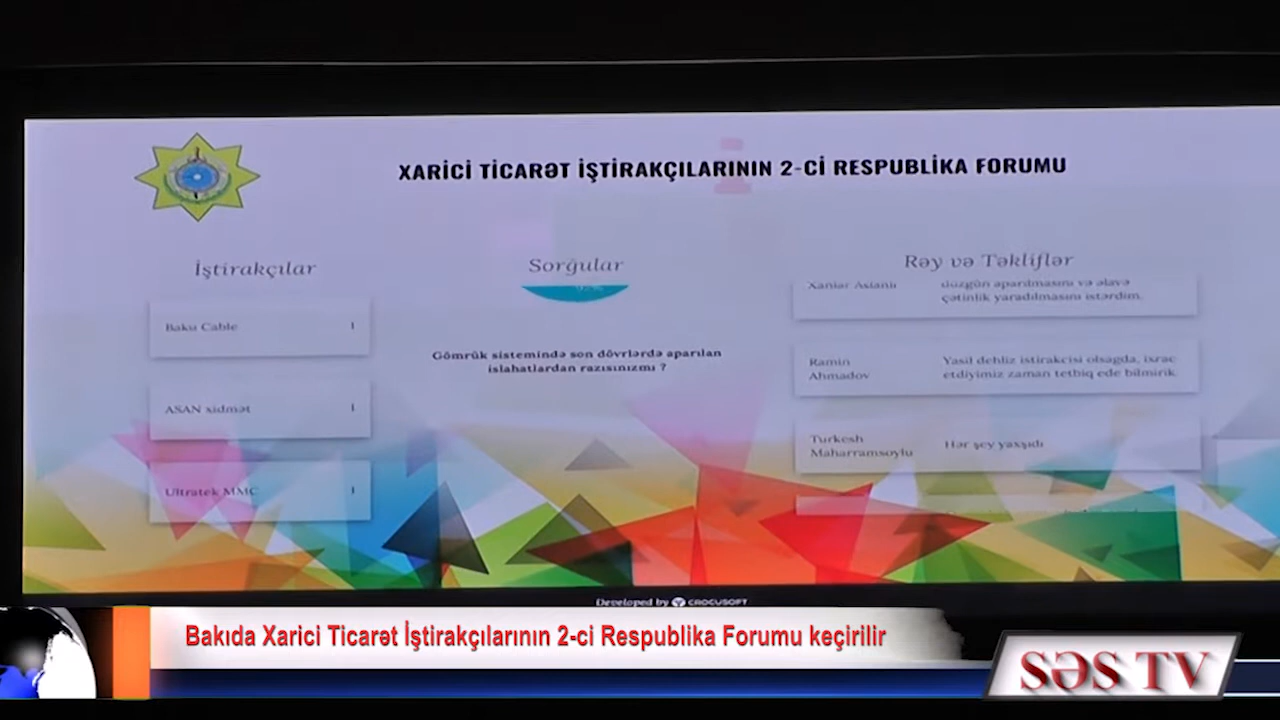 XARİCİ TİCARƏT İŞTİRAKÇILARININ 2-Cİ RESPUBLİKA FORUMU
İştirakçılar
Baku Cable 1
ASAN xidmət 1
Ultratek MMC 1
Sorğular
Gömrük sistemində son dövrlərdə aparılan
islahatlardan razısınızmı ?
Rəy və Təkliflər
Xanlar Aslanlı
düzgün aparılmasını və əlavə
çətinlik yaradılmasını istərdim.
Ramin
Ahmadov
Yasil dehliz istirakcisi olsagda, ixrac
etdiyimiz zaman tetbiq ede bilmirik
Turkesh
Maharramsoylu
Hər şey yaxşıdı
Developed by CROCUSOFT
Bakıda Xarici Ticarət İştirakçılarının 2-ci Respublika Forumu keçirilir
SƏS TV